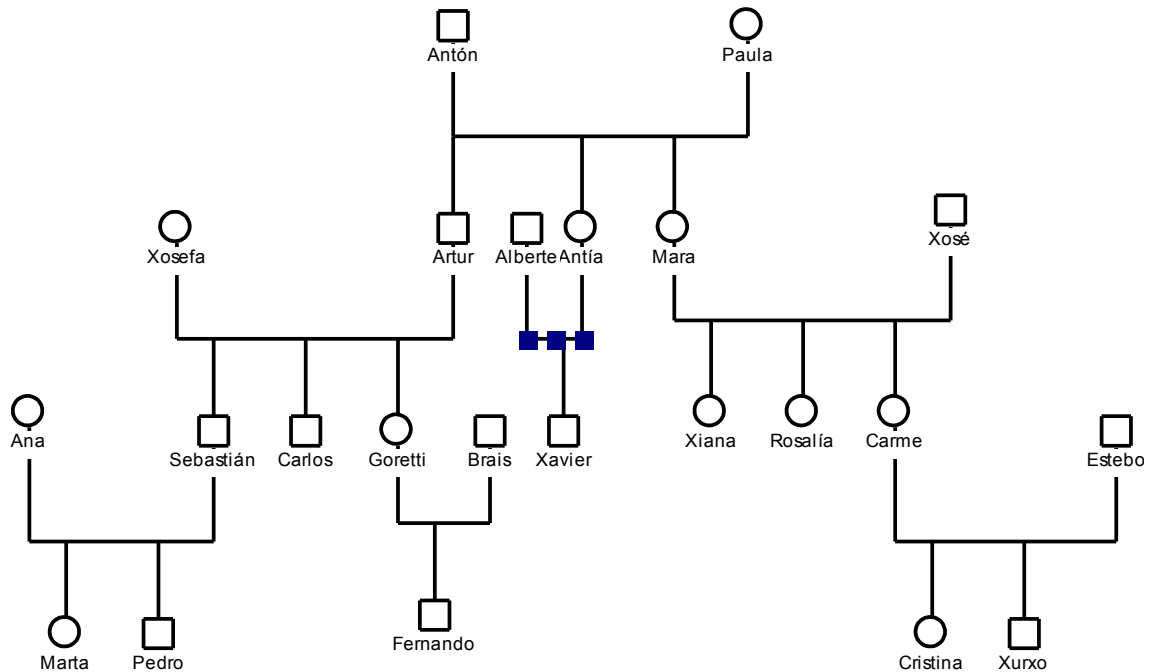 Antón
Paula
Xosefa
Artur
Alberte
Antía
Mara
Xosé
Ana
Sebastián
Carlos
Goretti
Brais
Xavier
Xiana
Rosalía
Carme
Estebo
Marta
Pedro
Fernando
Cristina
Xurxo